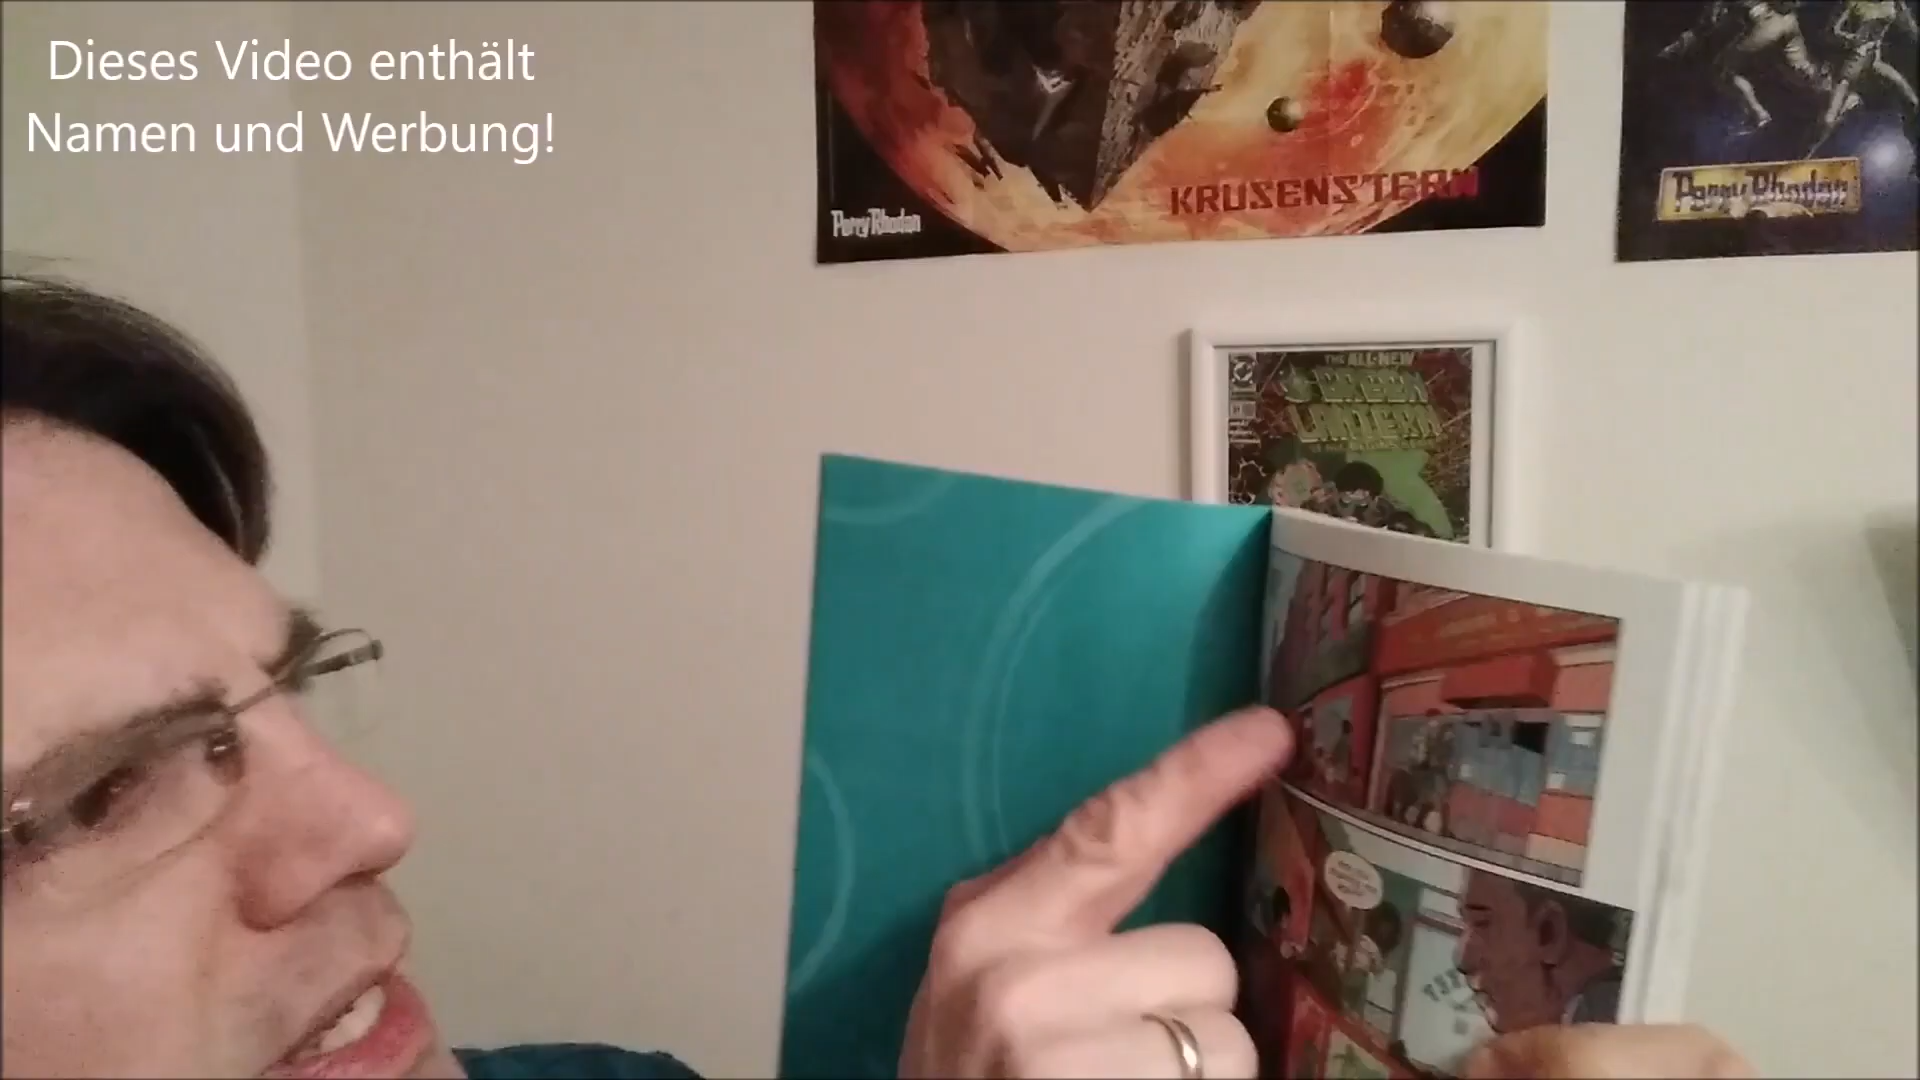 Dieses Video enthält
Namen und Werbung!
KRUSENSTERN
Perry Rhodan
Perry Rhodan
THE ALL-NEW
GREEN
LANTERN